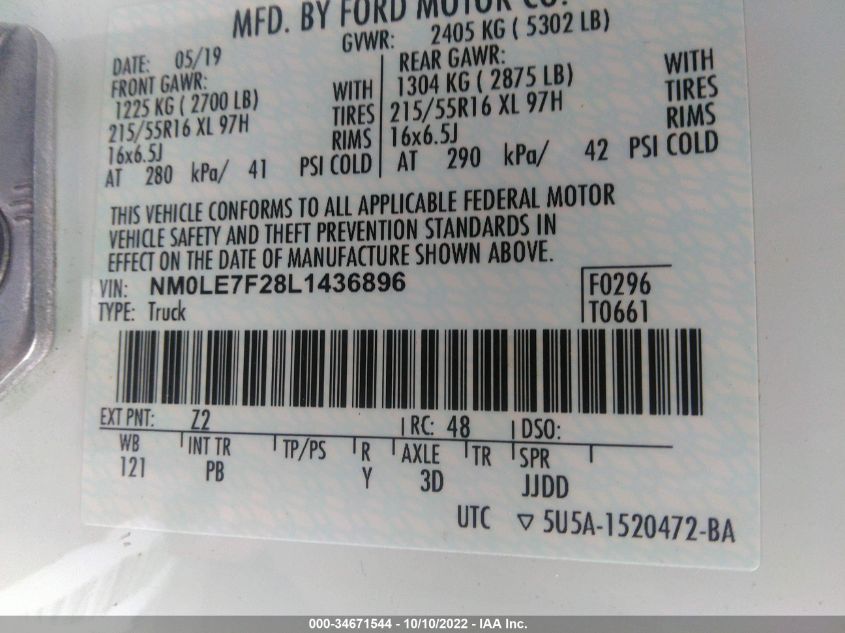 MFD. BY FORD MOTOR CO.
DATE: 05/19 GVWR: 2405 KG ( 5302 LB)
FRONT GAWR: REAR GAWR:
1225 KG ( 2700 LB) WITH 1304 KG ( 2875 LB) WITH
215/55R16 XL 97H TIRES 215/55R16 XL 97H TIRES
16x6.5J RIMS 16x6.5J RIMS
AT 280 kPa/ 41 PSI COLD AT 290 kPa/ 42 PSI COLD
THIS VEHICLE CONFORMS TO ALL APPLICABLE FEDERAL MOTOR
VEHICLE SAFETY AND THEFT PREVENTION STANDARDS IN
EFFECT ON THE DATE OF MANUFACTURE SHOWN ABOVE.
VIN: NM0LE7F28L1436896 F0296
TYPE: Truck T0661
EXT PNT: Z2 RC: 48 DSO:
WB INT TR TP/PS R AXLE TR SPR
121 PB Y 3D JJDD
UTC ▽ 5U5A-1520472-BA
000-34671544 - 10/10/2022 - IAA Inc.